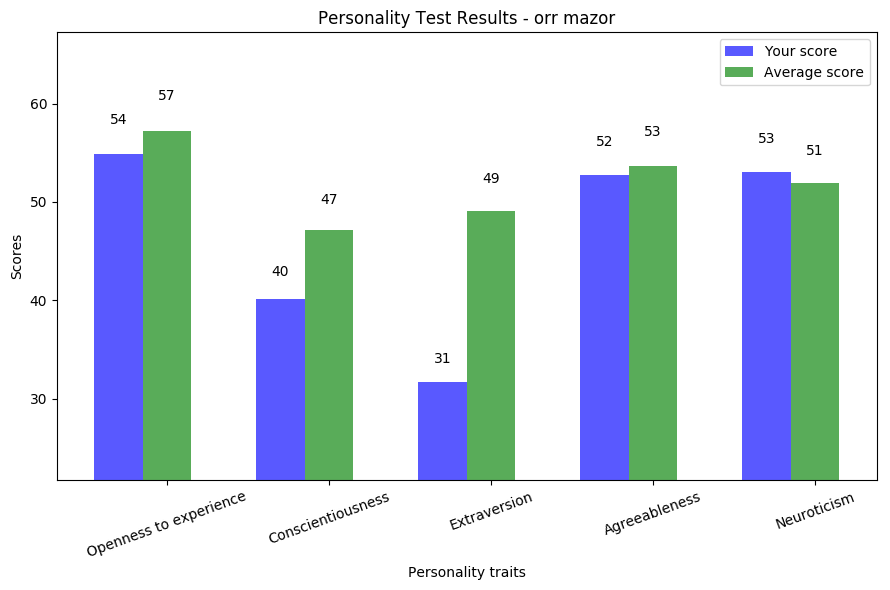 Personality Test Results - orr mazor
Your score
Average score
60
50
40
30
Scores
54
57
40
47
31
49
52
53
53
51
Openness to experience
Conscientiousness
Extraversion
Agreeableness
Neuroticism
Personality traits